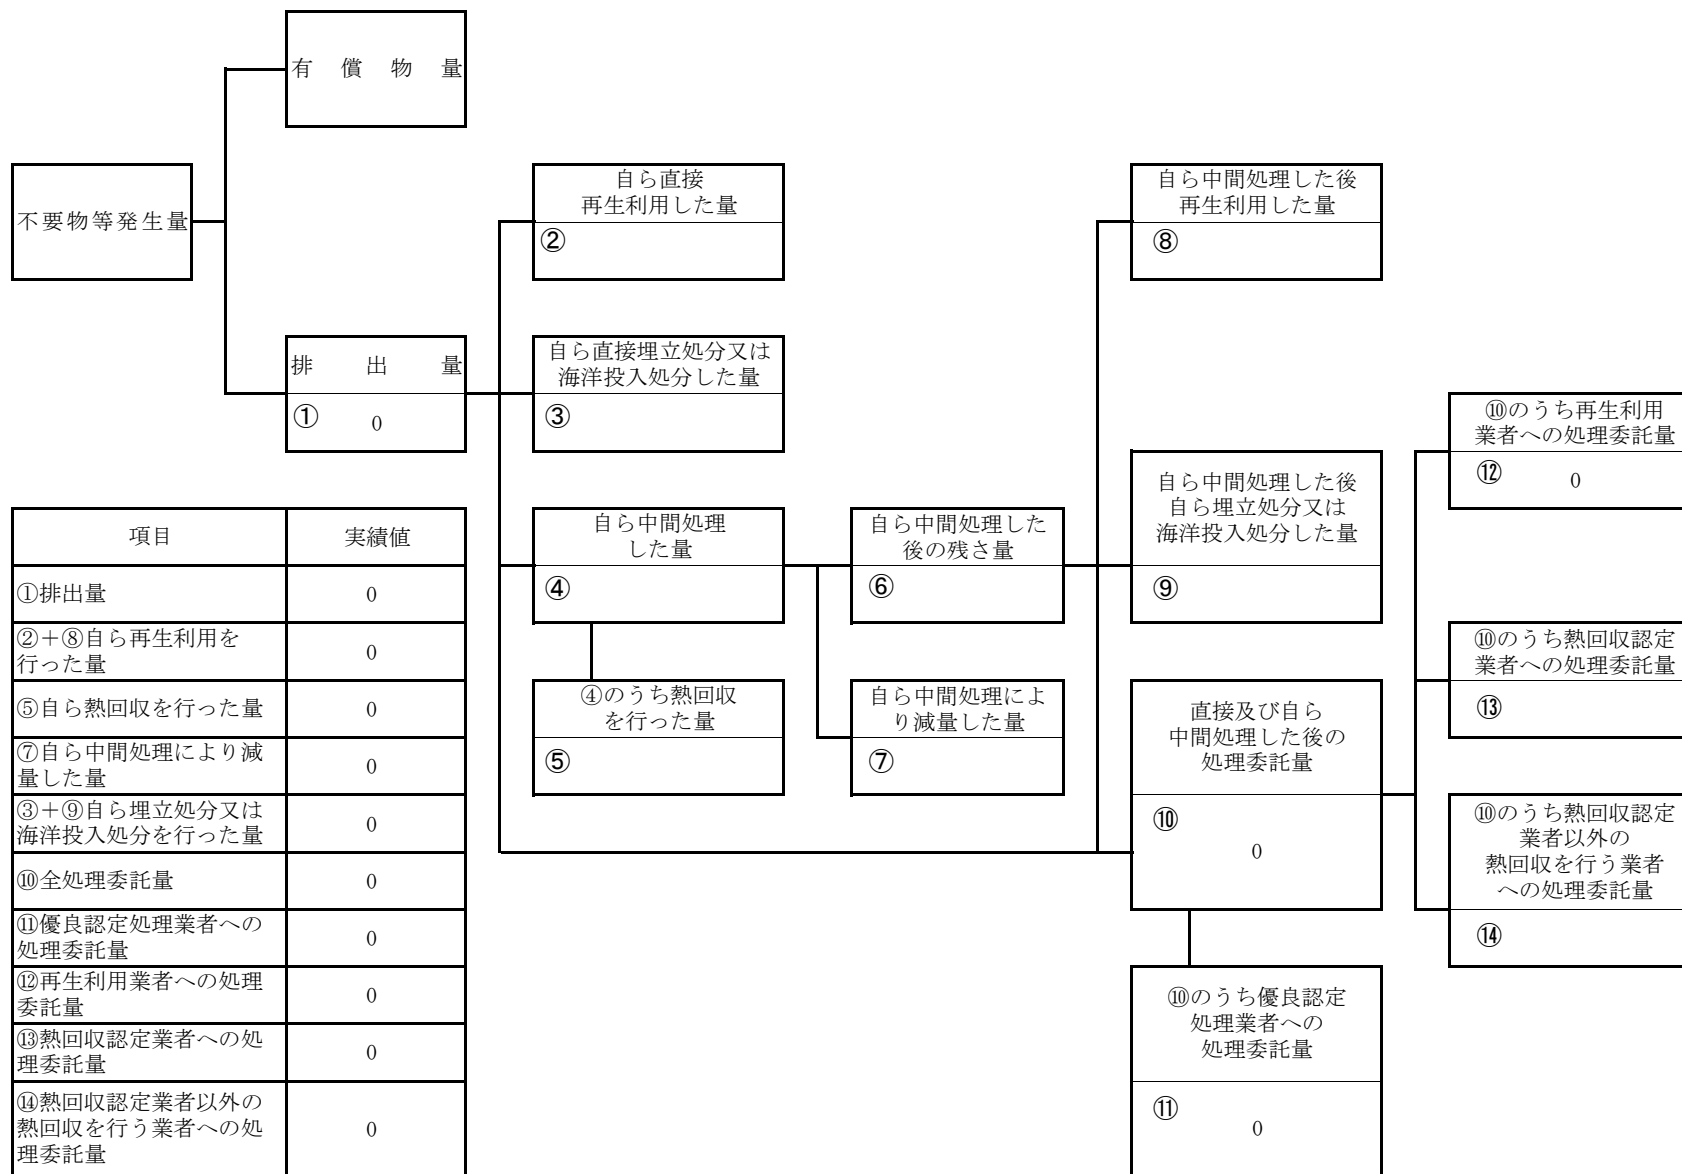 有償物量
不要物等発生量
排出量
① 0
自ら直接
再生利用した量
②
自ら直接埋立処分又は
海洋投入処分した量
③
自ら中間処理
した量
④
④のうち熱回収
を行った量
⑤
自ら中間処理した
後の残さ量
⑥
自ら中間処理によ
り減量した量
⑦
自ら中間処理した後
再生利用した量
⑧
自ら中間処理した後
自ら埋立処分又は
海洋投入処分した量
⑨
直接及び自ら
中間処理した後の
処理委託量
⑩
0
⑩のうち優良認定
処理業者への
処理委託量
⑪
0
⑩のうち再生利用
業者への処理委託量
⑫ 0
⑩のうち熱回収認定
業者への処理委託量
⑬
⑩のうち熱回収認定
業者以外の
熱回収を行う業者
への処理委託量
⑭
項目 実績値
①排出量 0
②＋⑧自ら再生利用を
行った量 0
⑤自ら熱回収を行った量 0
⑦自ら中間処理により減
量した量 0
③＋⑨自ら埋立処分又は
海洋投入処分を行った量 0
⑩全処理委託量 0
⑪優良認定処理業者への
処理委託量 0
⑫再生利用業者への処理
委託量 0
⑬熱回収認定業者への処
理委託量 0
⑭熱回収認定業者以外の
熱回収を行う業者への処 0
理委託量